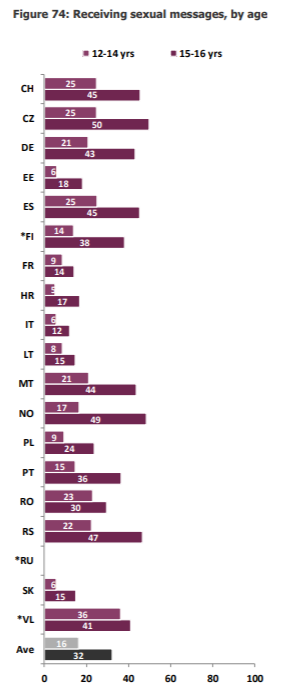 Figure 74: Receiving sexual messages, by age
12-14 yrs 15-16 yrs
CH 25
45
CZ 25
50
DE 21
43
EE 6
18
ES 25
45
*FI 14
38
FR 9
14
HR 5
17
IT 6
12
LT 8
15
MT 21
44
NO 17
49
PL 9
24
PT 15
36
RO 23
30
RS 22
47
*RU
SK 6
15
*VL 36
41
Ave 16
32
0 20 40 60 80 100